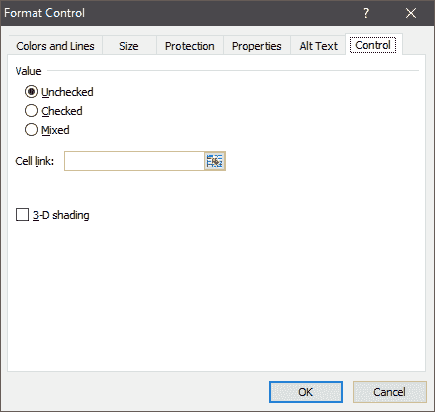 Format Control
?
Colors and Lines Size Protection Properties Alt Text Control
Value
Unchecked
Checked
Mixed
Cell link:
3-D shading
OK Cancel